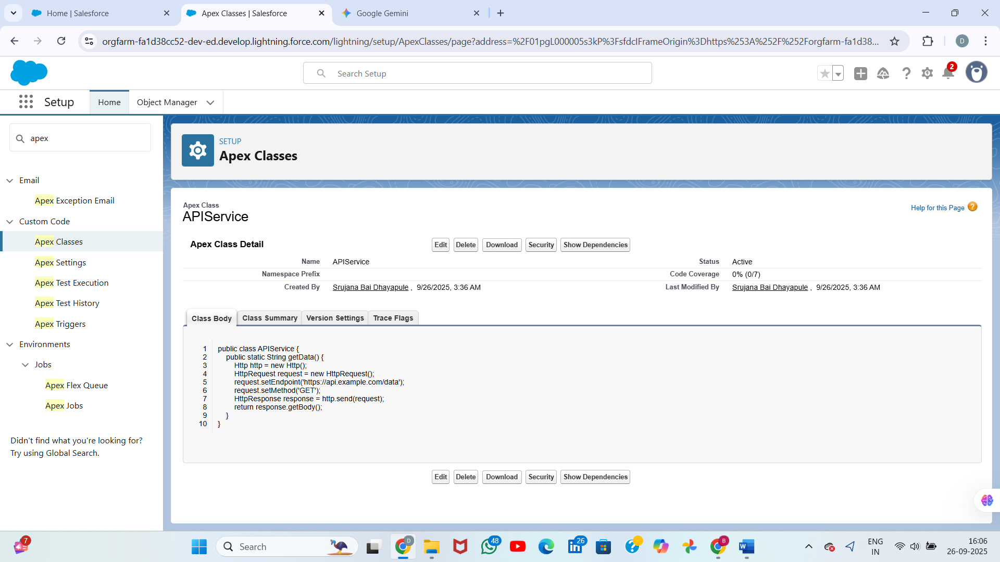 Home | Salesforce
Apex Classes | Salesforce
Google Gemini
orgfarm-fa1d38cc52-dev-ed.develop.lightning.force.com/lightning/setup/ApexClasses/page?address=%2F01pgL000005s3kP%3FsfdcIFrameOrigin%3Dhttps%253A%252F%252Forgfarm-fa1d38...
D
Search Setup
2
Setup
Home
Object Manager
apex
Email
Apex Exception Email
Custom Code
Apex Classes
Apex Settings
Apex Test Execution
Apex Test History
Apex Triggers
Environments
Jobs
Apex Flex Queue
Apex Jobs
Didn't find what you're looking for?
Try using Global Search.
SETUP
Apex Classes
Apex Class
APIService
Help for this Page ?
Apex Class Detail
Edit Delete Download Security Show Dependencies
Name APIService Status Active
Namespace Prefix Code Coverage 0% (0/7)
Created By Srujana Bai Dhayapule , 9/26/2025, 3:36 AM Last Modified By Srujana Bai Dhayapule , 9/26/2025, 3:36 AM
Class Body Class Summary Version Settings Trace Flags
1 public class APIService {
2 public static String getData() {
3 Http http = new Http();
4 HttpRequest request = new HttpRequest();
5 request.setEndpoint('https://api.example.com/data');
6 request.setMethod('GET');
7 HttpResponse response = http.send(request);
8 return response.getBody();
9 }
10 }
Edit Delete Download Security Show Dependencies
7
Search
D
48
26
B
W
ENG
IN
16:06
26-09-2025